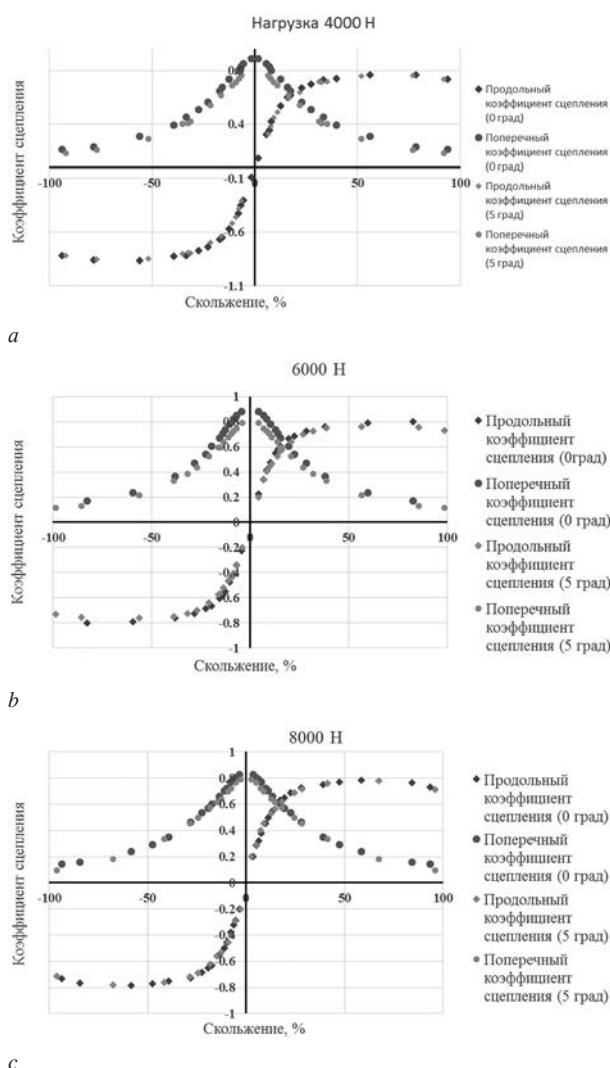 Нагрузка 4000 Н
Коэффициент сцепления
0.4
-100
-50
0
50
100
-0.1
-0.6
-1.1
Скольжение, %
Продольный
коэффициент сцепления
(0 град)
Поперечный
коэффициент сцепления
(0 град)
Продольный
коэффициент сцепления
(5 град)
Поперечный
коэффициент сцепления
(5 град)
a
6000 Н
Коэффициент сцепления
1
0.8
0.6
0.4
0.2
0
-100
-50
0
50
100
-0.2
-0.4
-0.6
-0.8
-1
Скольжение, %
Продольный
коэффициент
сцепления (0град)
Поперечный
коэффициент
сцепления (0 град)
Продольный
коэффициент
сцепления (5 град)
Поперечный
коэффициент
сцепления (5 град)
b
8000 Н
Коэффициент сцепления
1
0.8
0.6
0.4
0.2
0
-100
-50
0
50
100
-0.2
-0.4
-0.6
-0.8
-1
Скольжение, %
Продольный
коэффициент
сцепления (0 град)
Поперечный
коэффициент
сцепления (0 град)
Продольный
коэффициент
сцепления (5 град)
Поперечный
коэффициент
сцепления (5 град)
c